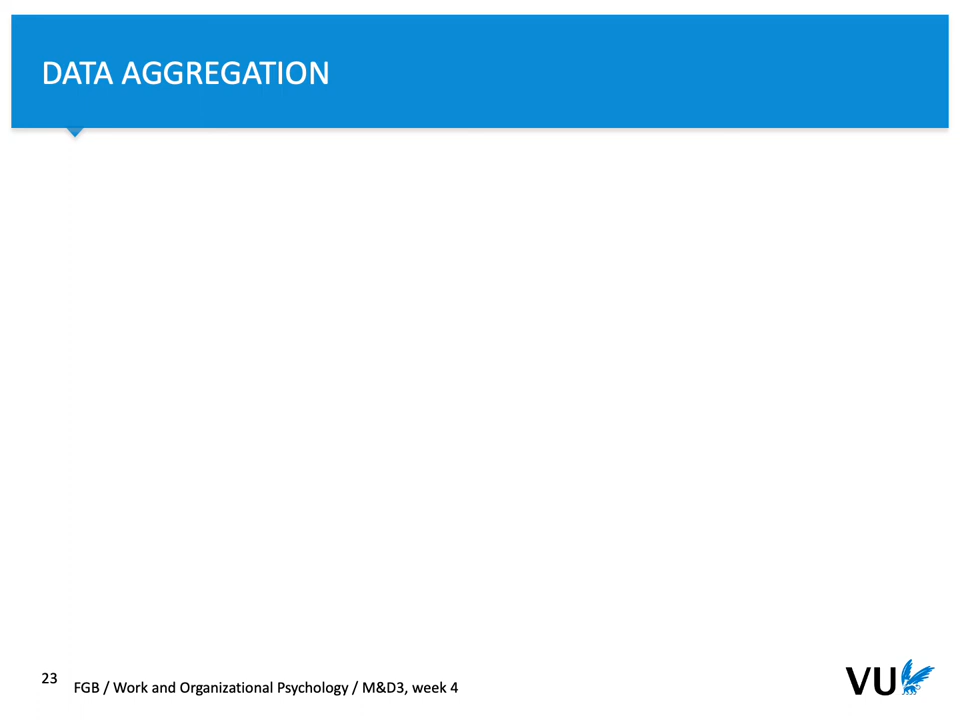 DATA AGGREGATION
23
FGB / Work and Organizational Psychology / M&D3, week 4
VU